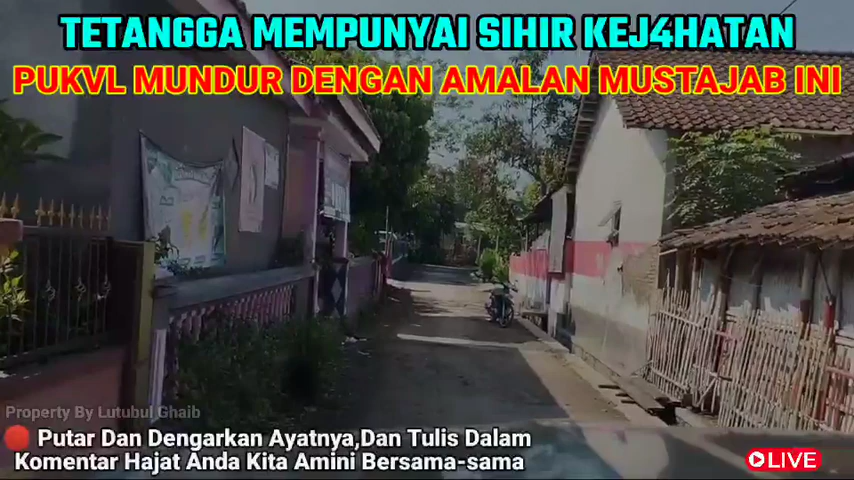 TETANGGA MEMPUNYAI SIHIR KEJ4HATAN
PUKVL MUNDUR DENGAN AMALAN MUSTAJAB INI
Property By Lutubul Ghaib
Putar Dan Dengarkan Ayatnya,Dan Tulis Dalam
Komentar Hajat Anda Kita Amini Bersama-sama
LIVE